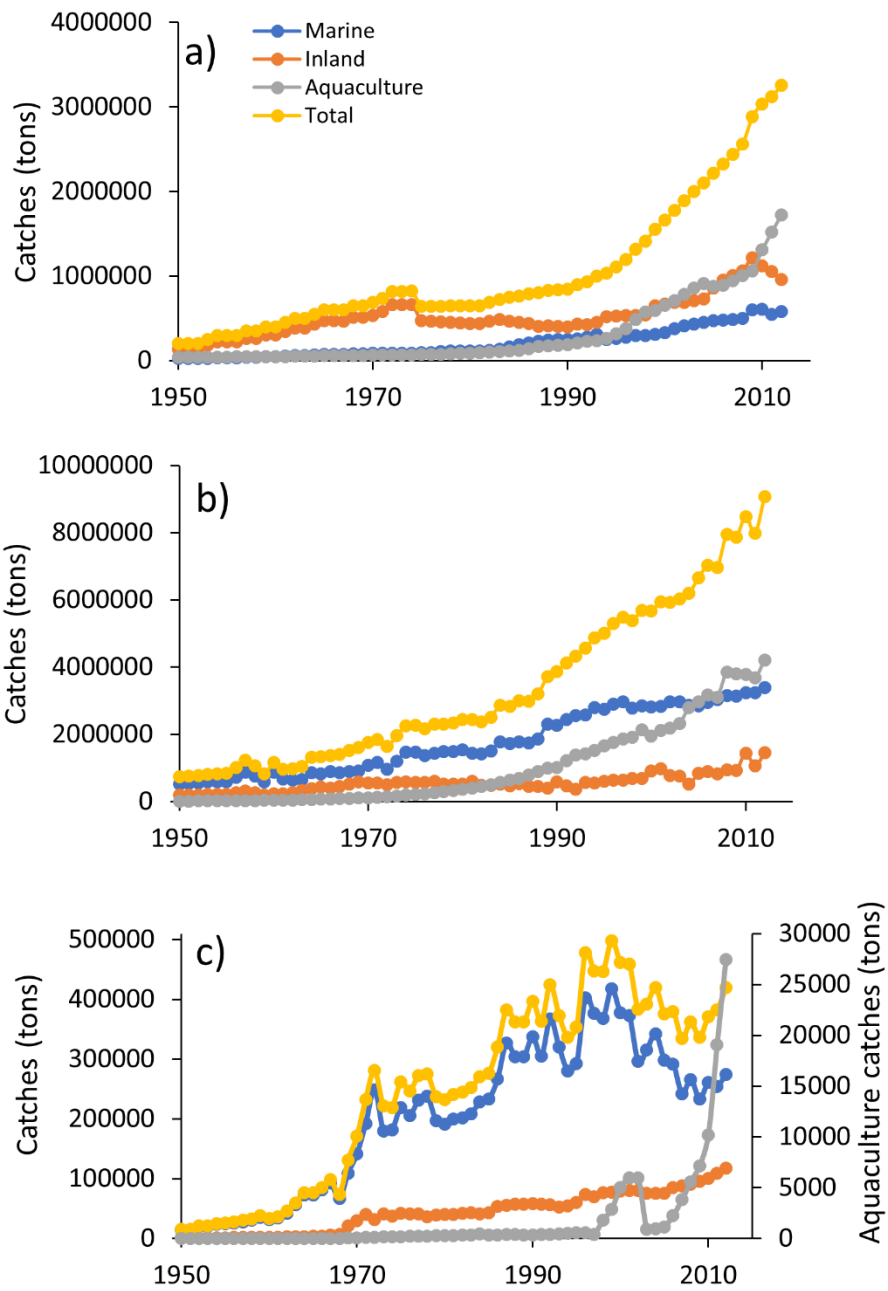 a)
Marine
Inland
Aquaculture
Total
Catches (tons)
4000000
3000000
2000000
1000000
0
1950 1970 1990 2010
b)
Catches (tons)
10000000
8000000
6000000
4000000
2000000
0
1950 1970 1990 2010
c)
Catches (tons)
500000
400000
300000
200000
100000
0
Aquaculture catches (tons)
30000
25000
20000
15000
10000
5000
0
1950 1970 1990 2010